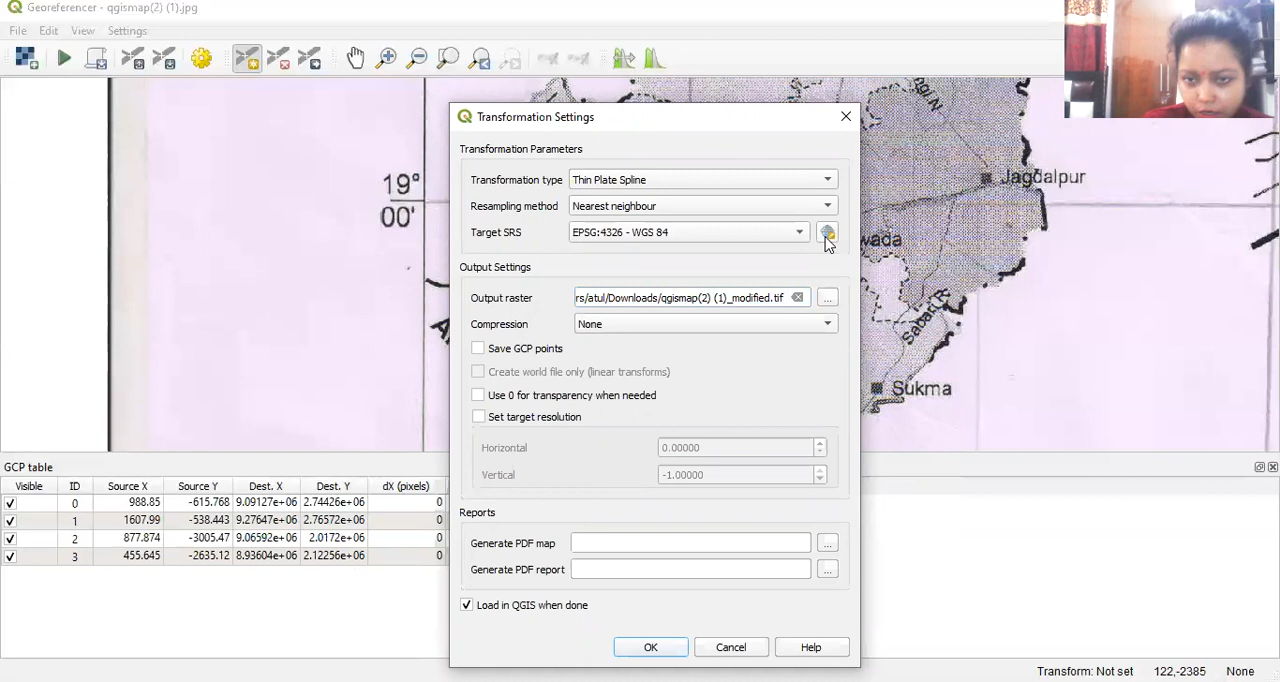 Georeferencer - qgismap(2) (1).jpg
File Edit View Settings
19°
00'
Jagdalpur
wada
Sabari R
Sukma
Transformation Settings
Transformation Parameters
Transformation type Thin Plate Spline
Resampling method Nearest neighbour
Target SRS EPSG:4326 - WGS 84
Output Settings
Output raster rs/atul/Downloads/qgismap(2) (1)_modified.tif ...
Compression None
Save GCP points
Create world file only (linear transforms)
Use 0 for transparency when needed
Set target resolution
Horizontal 0.00000
Vertical -1.00000
Reports
Generate PDF map ...
Generate PDF report ...
Load in QGIS when done
OK Cancel Help
GCP table
Visible ID Source X Source Y Dest. X Dest. Y dX (pixels)
0 988.85 -615.768 9.09127e+06 2.74426e+06 0
1 1607.99 -538.443 9.27647e+06 2.76572e+06 0
2 877.874 -3005.47 9.06592e+06 2.0172e+06 0
3 455.645 -2635.12 8.93604e+06 2.12256e+06 0
Transform: Not set 122,-2385 None